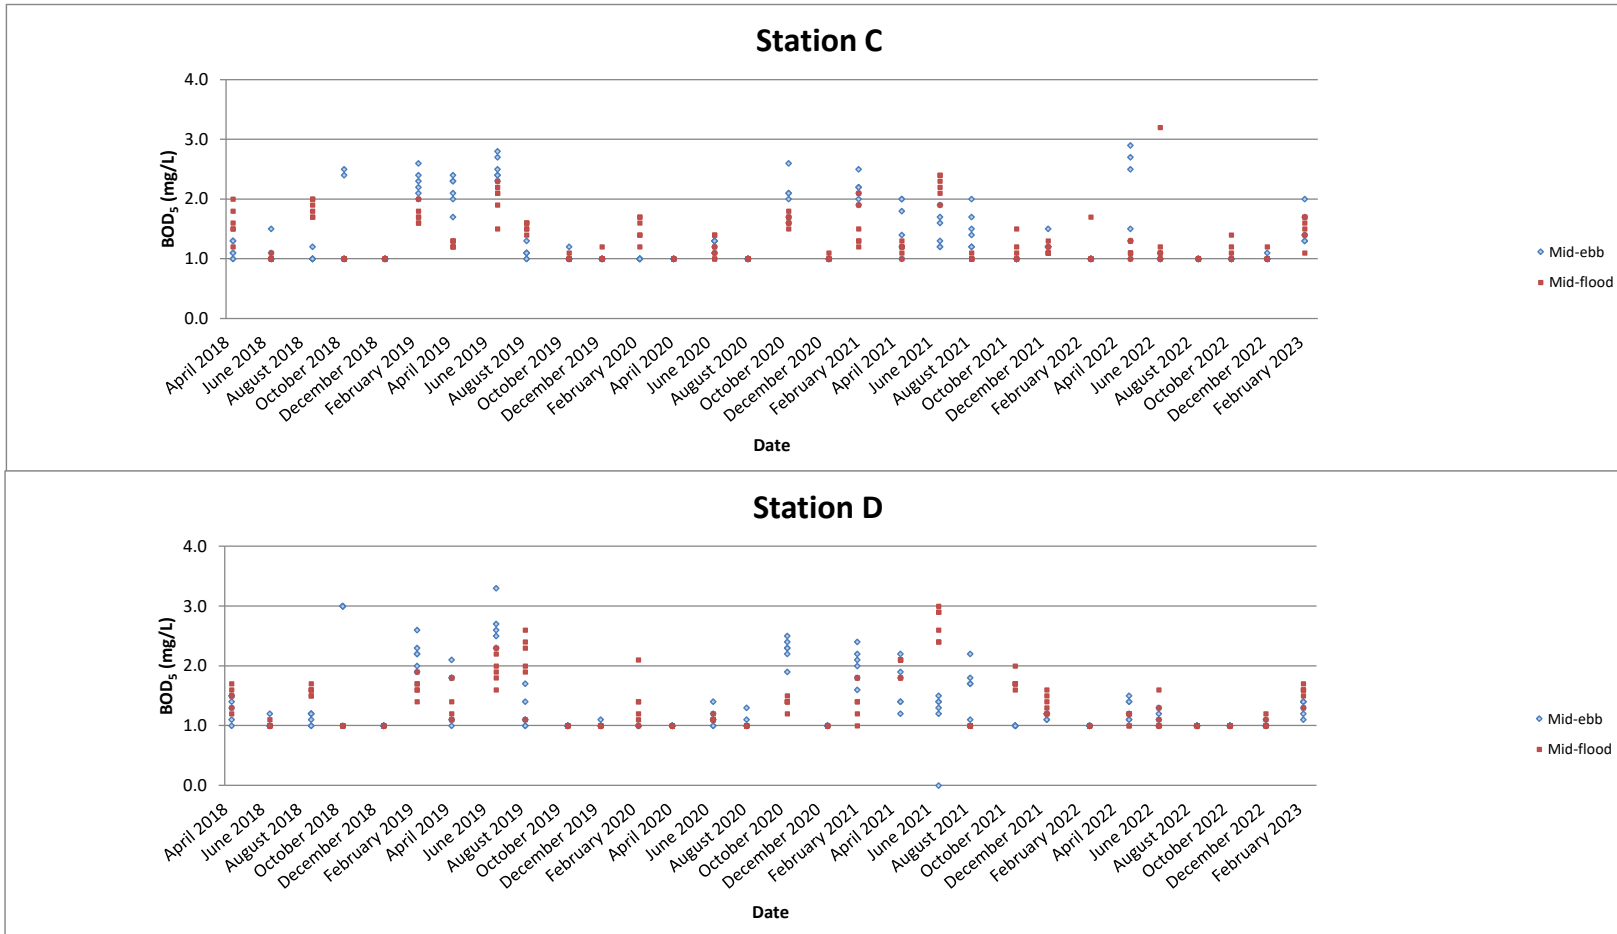 Station C
4.0
3.0
2.0
1.0
0.0
BOD5 (mg/L)
April 2018
June 2018
August 2018
October 2018
December 2018
February 2019
April 2019
June 2019
August 2019
October 2019
December 2019
February 2020
April 2020
June 2020
August 2020
October 2020
December 2020
February 2021
April 2021
June 2021
August 2021
October 2021
December 2021
February 2022
April 2022
June 2022
August 2022
October 2022
December 2022
February 2023
Date
Mid-ebb
Mid-flood
Station D
4.0
3.0
2.0
1.0
0.0
BOD5 (mg/L)
April 2018
June 2018
August 2018
October 2018
December 2018
February 2019
April 2019
June 2019
August 2019
October 2019
December 2019
February 2020
April 2020
June 2020
August 2020
October 2020
December 2020
February 2021
April 2021
June 2021
August 2021
October 2021
December 2021
February 2022
April 2022
June 2022
August 2022
October 2022
December 2022
February 2023
Date
Mid-ebb
Mid-flood